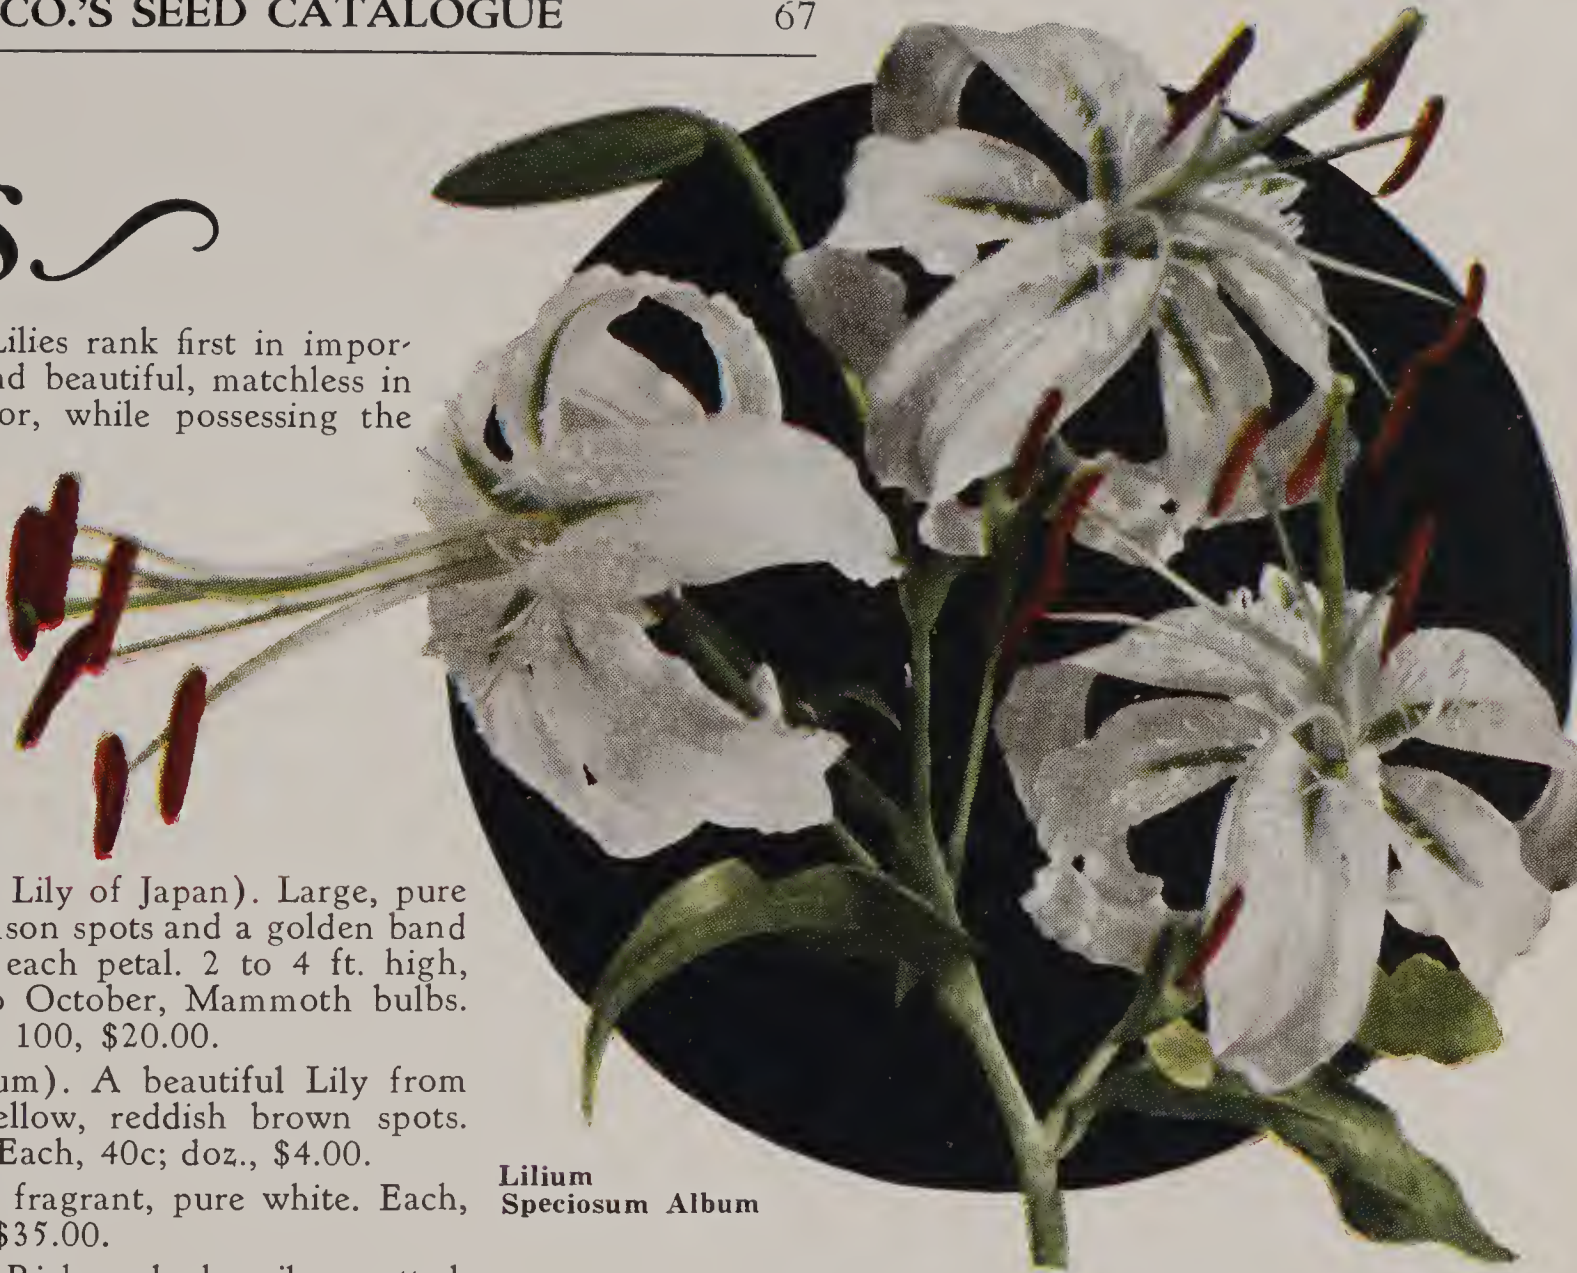 CO.'S SEED CATALOGUE 67
S
Lilies rank first in impor-
nd beautiful, matchless in
or, while possessing the
Lily of Japan). Large, pure
son spots and a golden band
each petal. 2 to 4 ft. high,
o October, Mammoth bulbs.
100, $20.00.
um). A beautiful Lily from
ellow, reddish brown spots.
Each, 40c; doz., $4.00.
fragrant, pure white. Each,
$35.00.
Lilium
Speciosum Album